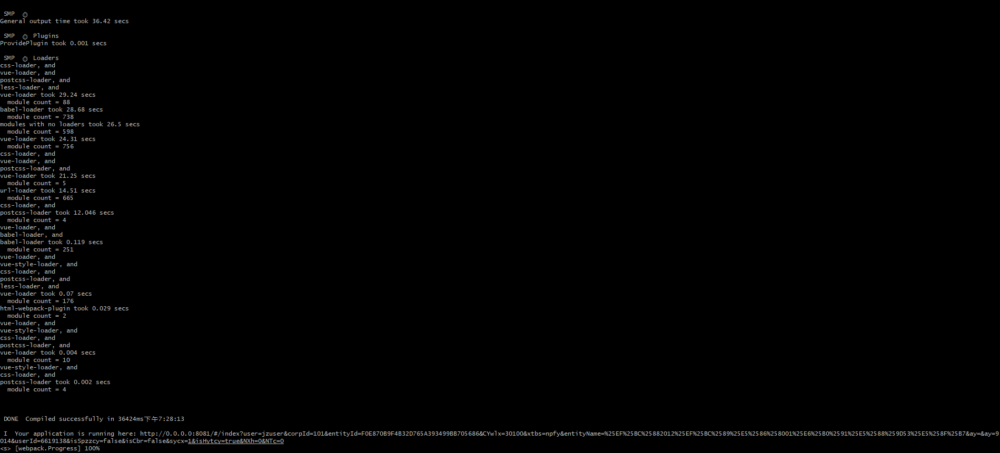 SMP ⏱
General output time took 36.42 secs
SMP ⏱ Plugins
ProvidePlugin took 0.001 secs
SMP ⏱ Loaders
css-loader, and
vue-loader, and
postcss-loader, and
less-loader, and
vue-loader took 29.24 secs
module count = 88
babel-loader took 28.68 secs
module count = 738
modules with no loaders took 26.5 secs
module count = 598
vue-loader took 24.31 secs
module count = 756
css-loader, and
vue-loader, and
postcss-loader, and
vue-loader took 21.25 secs
module count = 5
url-loader took 14.51 secs
module count = 665
css-loader, and
postcss-loader took 12.046 secs
module count = 4
vue-loader, and
babel-loader, and
babel-loader took 0.119 secs
module count = 251
vue-loader, and
vue-style-loader, and
css-loader, and
postcss-loader, and
less-loader, and
vue-loader took 0.07 secs
module count = 176
html-webpack-plugin took 0.029 secs
module count = 2
vue-loader, and
vue-style-loader, and
css-loader, and
postcss-loader, and
vue-loader took 0.004 secs
module count = 10
vue-style-loader, and
css-loader, and
postcss-loader took 0.002 secs
module count = 4
DONE Compiled successfully in 36424ms下午7:28:13
I Your application is running here: http://0.0.0.0:8081/#/index?user=jzuser&corpId=101&entityId=F0E870B9F4B32D765A393499BB705686&CYwlx=30100&xtbs=npfy&entityName=%25EF%25BC%25882012%25EF%25BC%2589%25E5%2586%258001%25E6%25B0%2591%25E5%2588%259D53%25E5%258F%25B7&ay=&ay=9
014&userId=6619138&isSpzzcy=false&isCbr=false&sycx=1&isHytcy=true&NXh=0&NTc=0
<s> [webpack.Progress] 100%